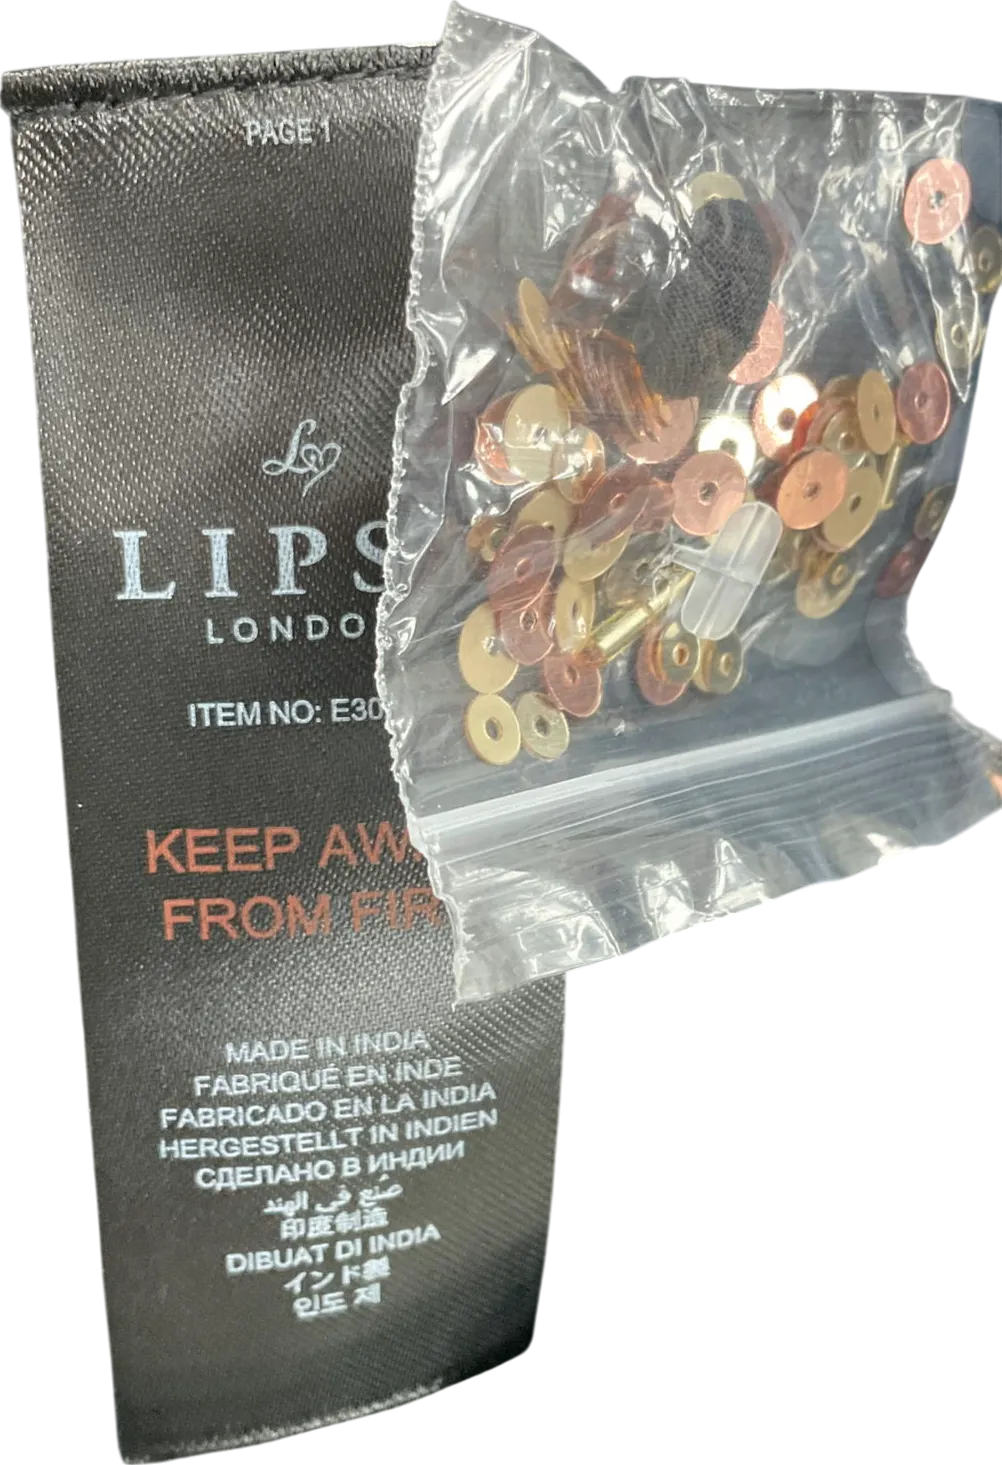 PAGE 1
LIPS
LONDO
ITEM NO: E30
KEEP AW
FROM FIR
MADE IN INDIA
FABRIQUÉ EN INDE
FABRICADO EN LA INDIA
HERGESTELLT IN INDIEN
СДЕЛАНО В ИНДИИ
صنع في الهند
印度制造
DIBUAT DI INDIA
インド製
인도 제